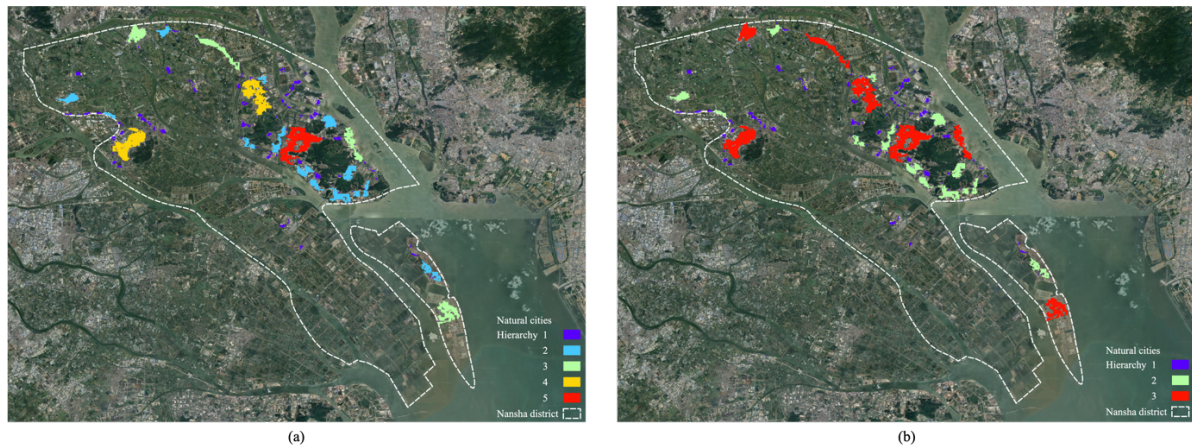 Natural cities
Hierarchy 1
2
3
4
5
Nansha district
(a)
Natural cities
Hierarchy 1
2
3
Nansha district
(b)